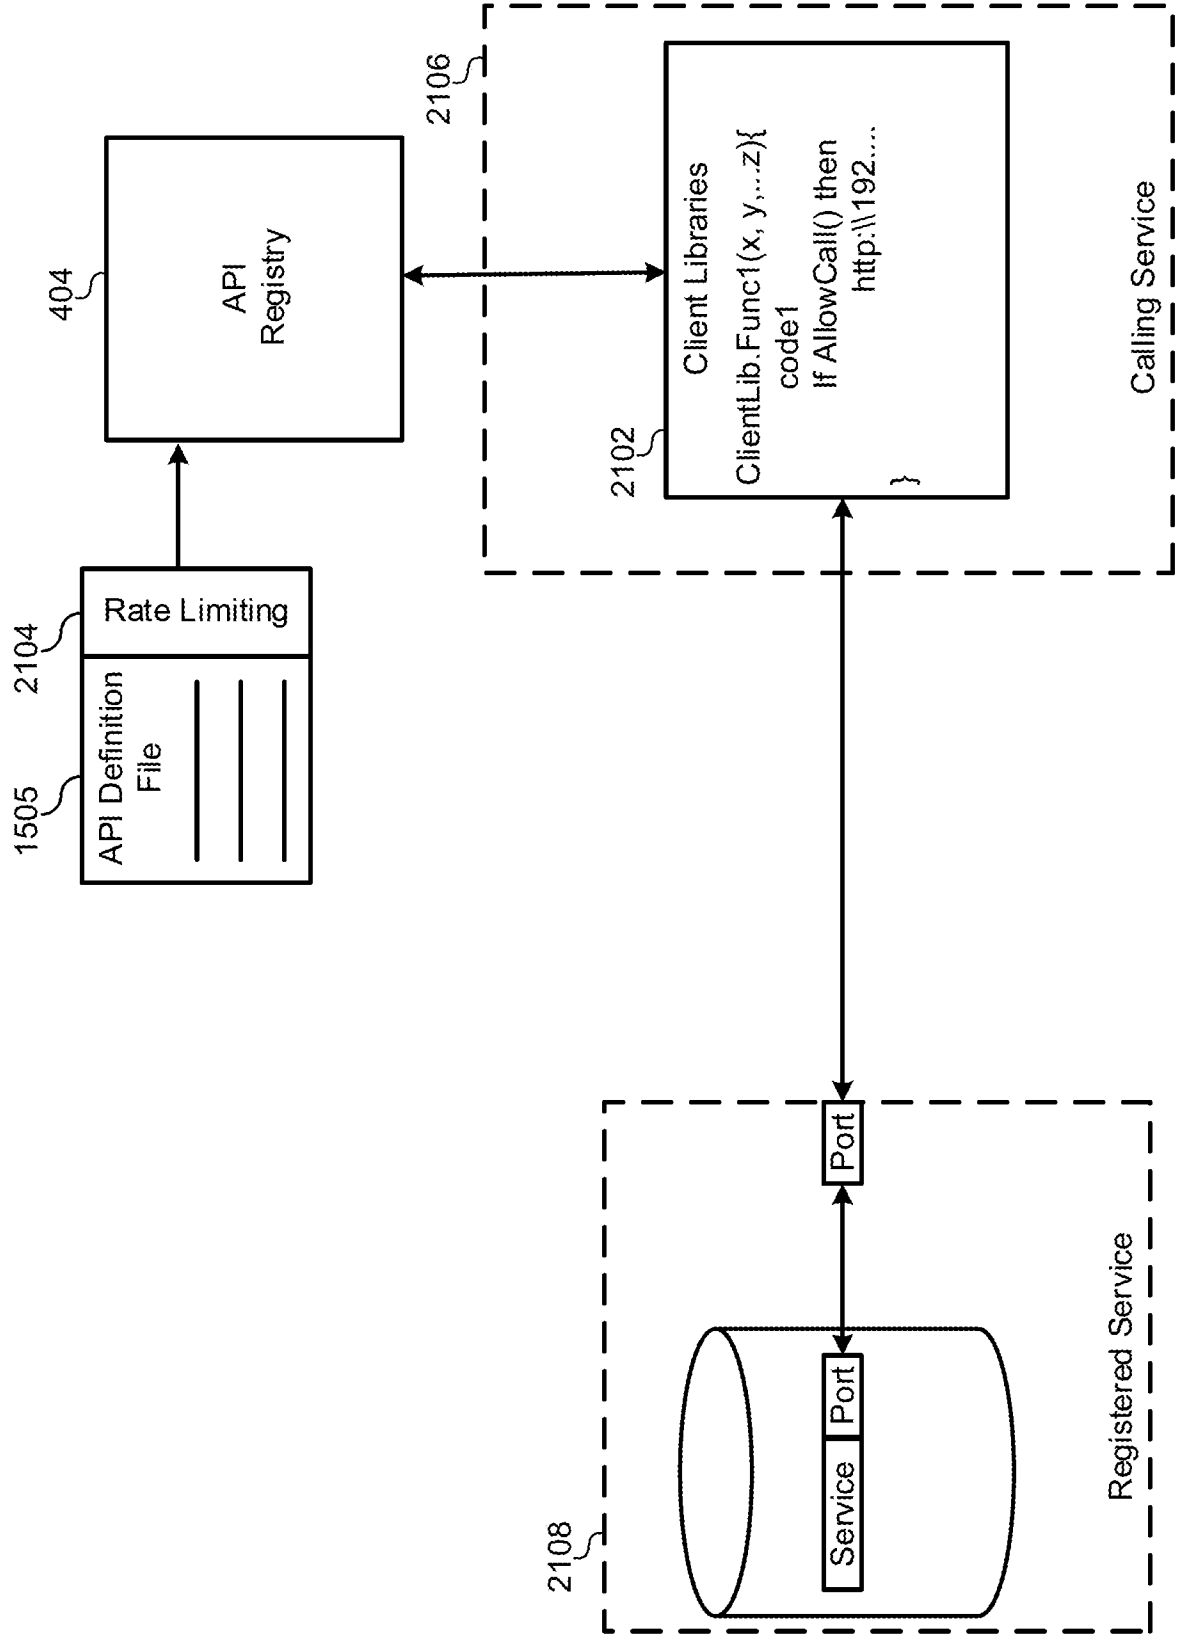 1505
2104
API Definition
File
Rate Limiting
404
API
Registry
2108
Service
Port
Port
Registered Service
2106
2102
Client Libraries
ClientLib.Func1(x, y,...z){
code1
If AllowCall() then
http:\\192....
}
Calling Service